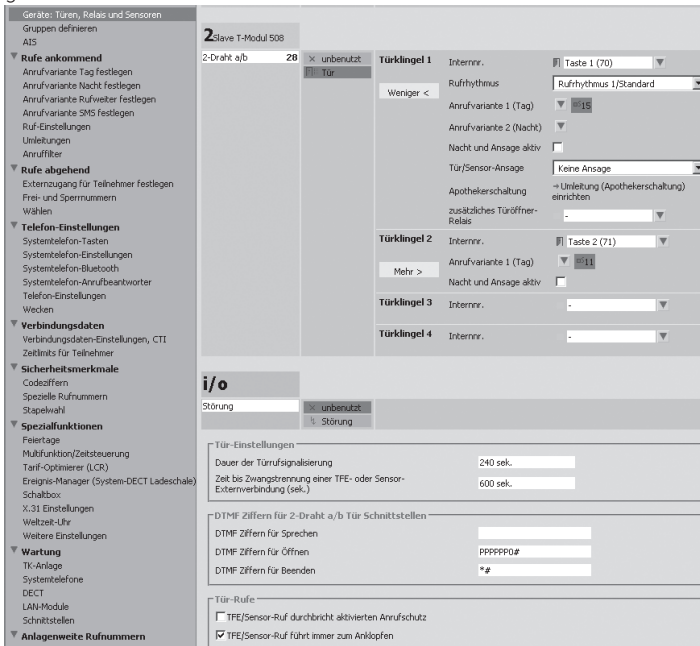 Geräte: Türen, Relais und Sensoren
Gruppen definieren
AIS
Rufe ankommend
Anrufvariante Tag festlegen
Anrufvariante Nacht festlegen
Anrufvariante Rufweiter festlegen
Anrufvariante SMS festlegen
Ruf-Einstellungen
Umleitungen
Anruffilter
Rufe abgehend
Externzugang für Teilnehmer festlegen
Frei- und Sperrnummern
Wählen
Telefon-Einstellungen
Systemtelefon-Tasten
Systemtelefon-Einstellungen
Systemtelefon-Bluetooth
Systemtelefon-Anrufbeantworter
Telefon-Einstellungen
Wecken
Verbindungsdaten
Verbindungsdaten-Einstellungen, CTI
Zeitlimits für Teilnehmer
Sicherheitsmerkmale
Codeziffern
Spezielle Rufnummern
Stapelwahl
Spezialfunktionen
Feiertage
Multifunktion/Zeitsteuerung
Tarif-Optimierer (LCR)
Ereignis-Manager (System-DECT Ladeschale)
Schaltbox
X.31 Einstellungen
Weltzeit-Uhr
Weitere Einstellungen
Wartung
TK-Anlage
Systemtelefone
DECT
LAN-Module
Schnittstellen
Anlagenweite Rufnummern
2 Slave T-Modul 508
2-Draht a/b 28
unbenutzt
Tür
Türklingel 1
Weniger <
Internnr. Taste 1 (70)
Rufrhythmus Rufrhythmus 1/Standard
Anrufvariante 1 (Tag) 15
Anrufvariante 2 (Nacht)
Nacht und Ansage aktiv
Tür/Sensor-Ansage Keine Ansage
Apothekerschaltung Umleitung (Apothekerschaltung) einrichten
zusätzliches Türöffner-
Relais -
Türklingel 2
Mehr >
Internnr. Taste 2 (71)
Anrufvariante 1 (Tag) 11
Nacht und Ansage aktiv
Türklingel 3 Internnr. -
Türklingel 4 Internnr. -
i/o
Störung
unbenutzt
Störung
Tür-Einstellungen
Dauer der Türrufsignalisierung 240 sek.
Zeit bis Zwangstrennung einer TFE- oder Sensor-
Externverbindung (sek.) 600 sek.
DTMF Ziffern für 2-Draht a/b Tür Schnittstellen
DTMF Ziffern für Sprechen
DTMF Ziffern für Öffnen PPPPPP0#
DTMF Ziffern für Beenden *#
Tür-Rufe
TFE/Sensor-Ruf durchbricht aktivierten Anrufschutz
TFE/Sensor-Ruf führt immer zum Anklopfen